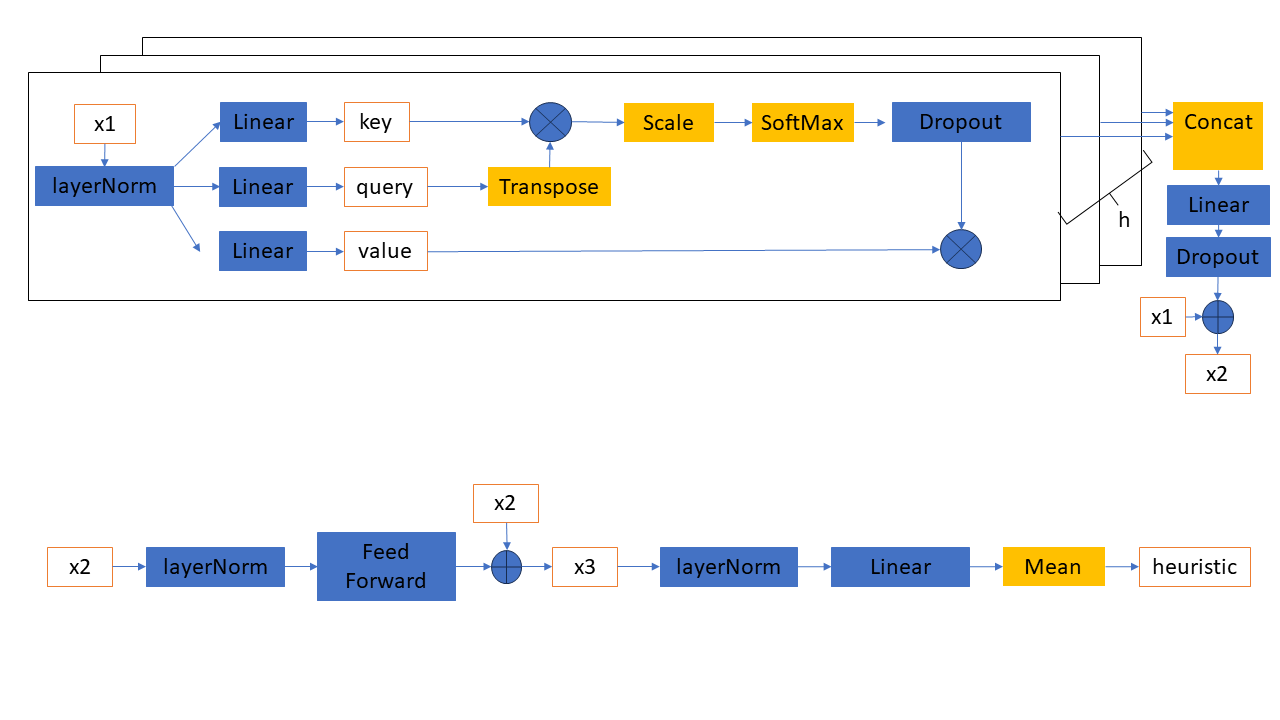 x1
layerNorm
Linear
key
Scale
SoftMax
Dropout
Linear
query
Transpose
Linear
value
h
Concat
Linear
Dropout
x1
x2
x2
x2
layerNorm
Feed
Forward
x3
layerNorm
Linear
Mean
heuristic